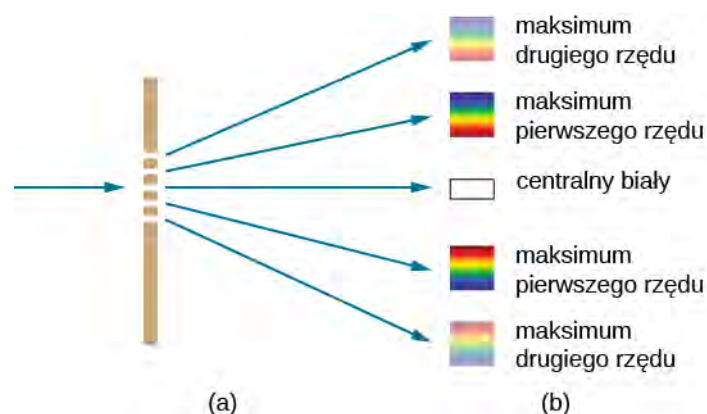 maksimum
drugiego rzędu
maksimum
pierwszego rzędu
centralny biały
maksimum
pierwszego rzędu
maksimum
drugiego rzędu
(a)
(b)